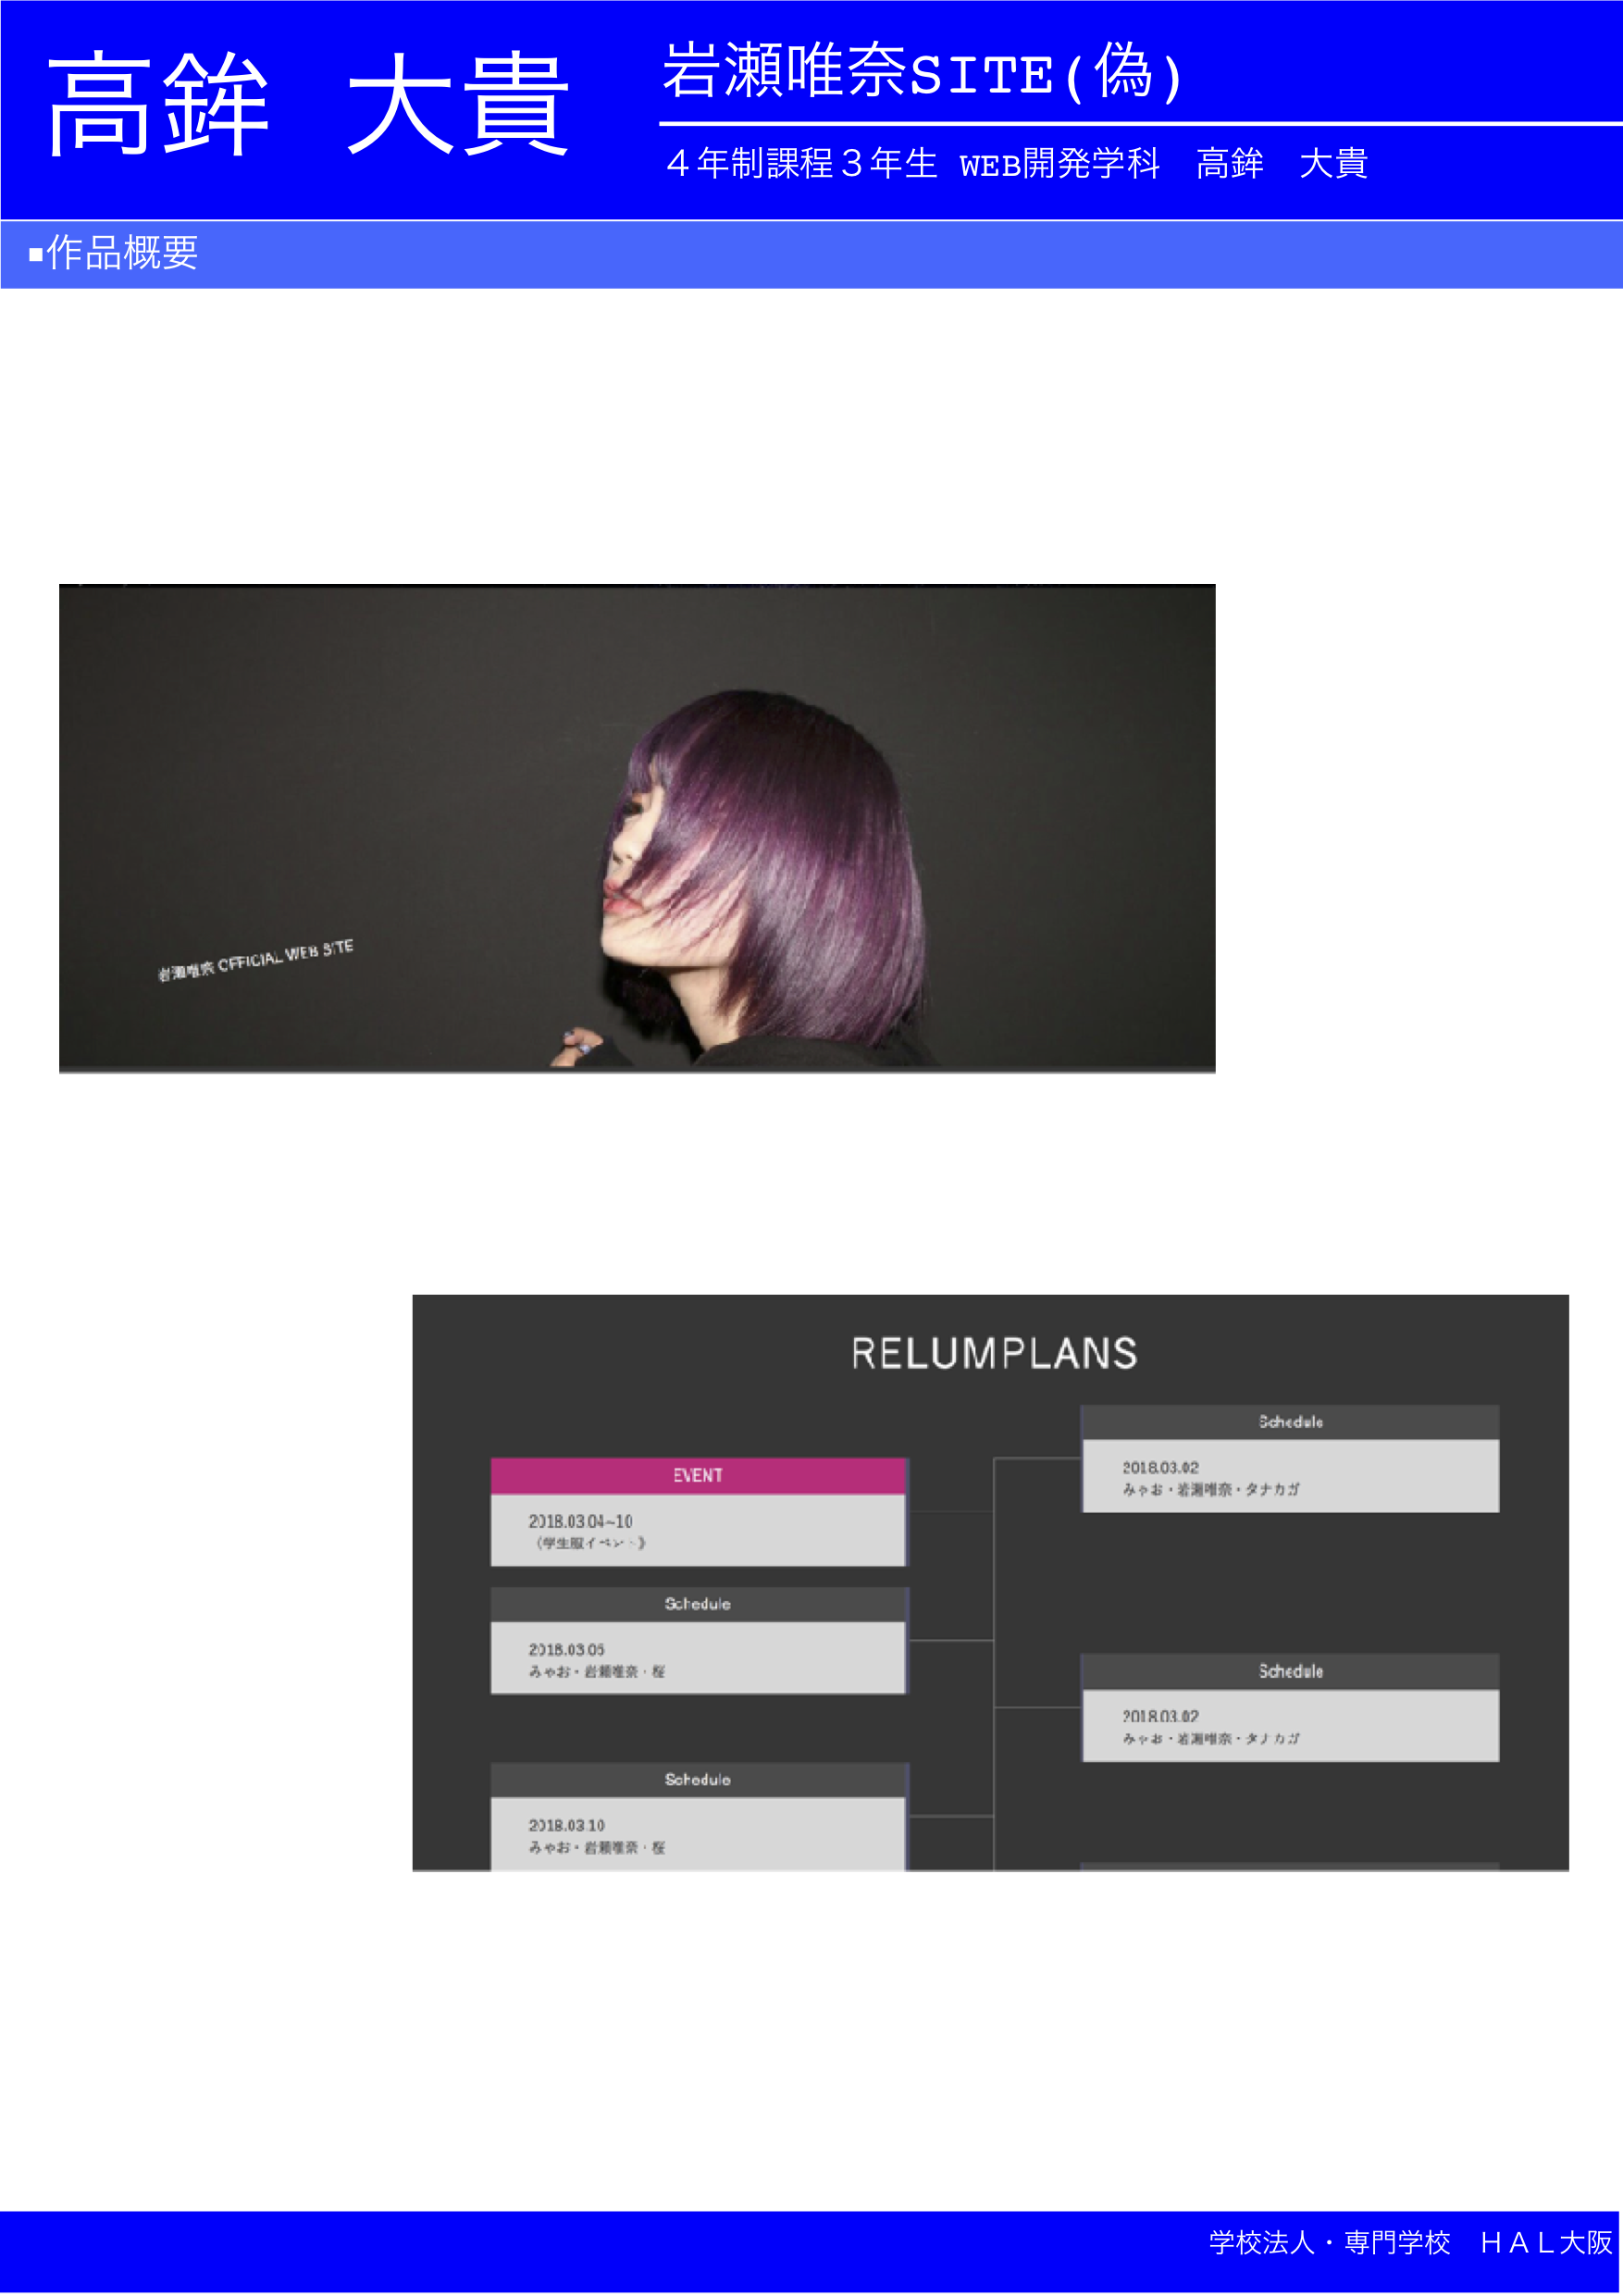 高鉾 大貴
岩瀬唯奈SITE(偽)
４年制課程３年生 WEB開発学科 高鉾 大貴
■作品概要
岩瀬唯奈 OFFICIAL WEB SITE
RELUMPLANS
EVENT
2018.03.04~10
《学生服イベント》
Schedule
2018.03.05
みゃお・岩瀬唯奈・桜
Schedule
2018.03.10
みゃお・岩瀬唯奈・桜
Schedule
2018.03.02
みゃお・岩瀬唯奈・タナカガ
Schedule
2018.03.02
みゃお・岩瀬唯奈・タナカガ
学校法人・専門学校 ＨＡＬ大阪